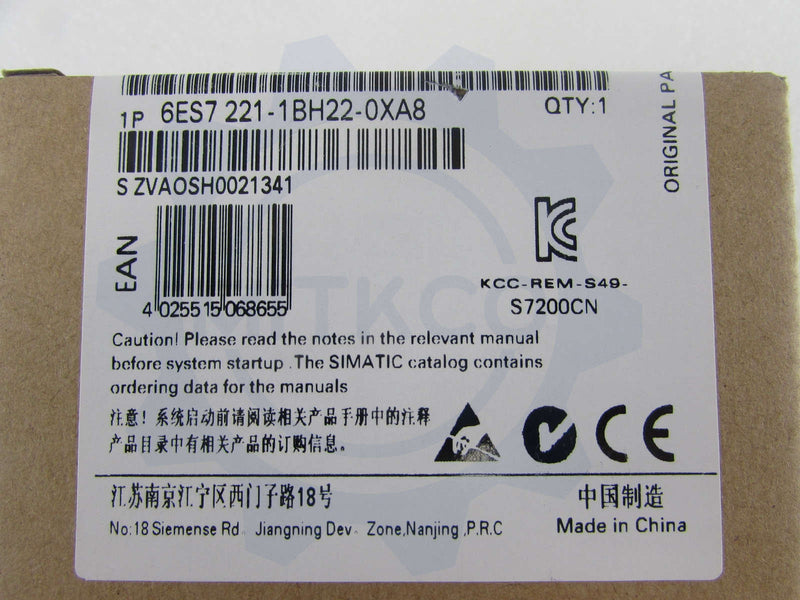 1P 6ES7 221-1BH22-0XA8
QTY:1
ORIGINAL PA
S ZVAOSH0021341
EAN
4 025515 068655
KCC-REM-S49-
S7200CN
Caution! Please read the notes in the relevant manual
before system startup .The SIMATIC catalog contains
ordering data for the manuals
注意！系统启动前请阅读相关产品手册中的注释
产品目录中有相关产品的订购信息。
CE
江苏南京江宁区西门子路18号
中国制造
No:18 Siemense Rd. Jiangning Dev. Zone,Nanjing ,P.R.C
Made in China